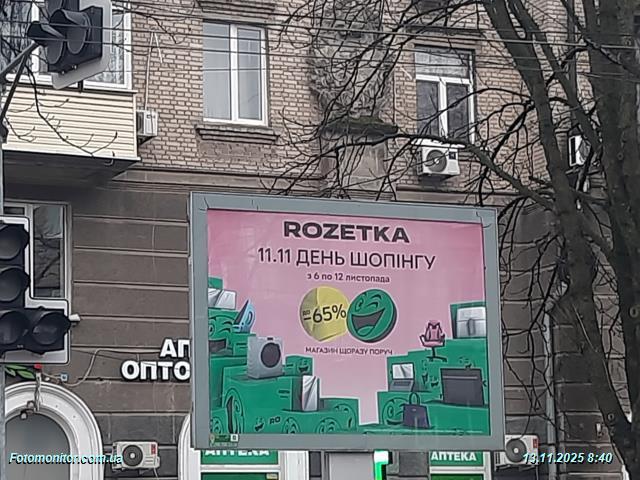 ROZETKA
11.11 ДЕНЬ ШОПІНГУ
з 6 по 12 листопада
до
-65%
МАГАЗИН ЩОРАЗУ ПОРУЧ
АП
ОПТО
АПТЕКА
АПТЕКА
Fotomonitor.com.ua
13.11.2025 8:40